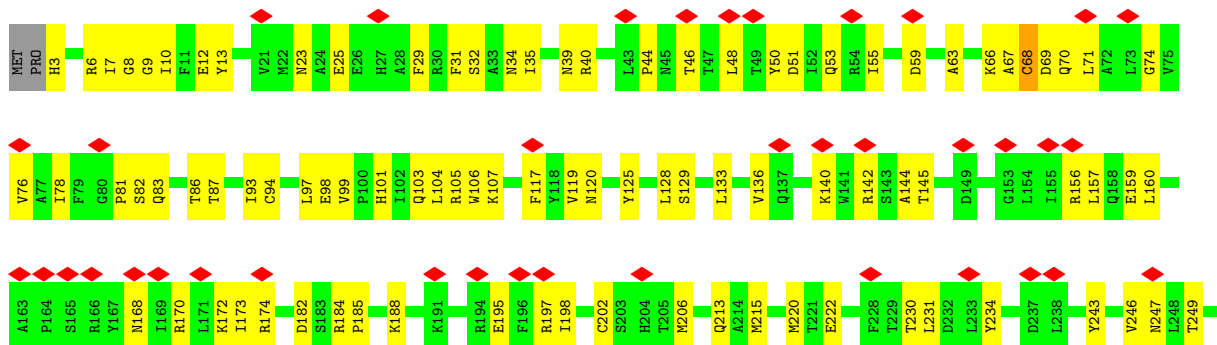 MET PRO H3 R6 I7 G8 G9 I10 F11 E12 Y13 V21 M22 N23 A24 E25 E26 H27 A28 F29 R30 F31 S32 A33 N34 I35 N39 R40 L43 P44 N45 T46 T47 L48 T49 Y50 D51 I52 Q53 R54 I55 D59 A63 K66 A67 C68 D69 Q70 L71 A72 L73 G74 V75
V76 A77 I78 F79 G80 P81 S82 Q83 T86 T87 I93 C94 L97 E98 V99 P100 H101 I102 Q103 L104 R105 W106 K107 F117 Y118 V119 N120 Y125 L128 S129 L133 V136 Q137 K140 W141 R142 S143 A144 T145 D149 G153 L154 I155 R156 L157 Q158 E159 L160
A163 P164 S165 R166 Y167 N168 I169 R170 L171 K172 I173 R174 D182 S183 R184 P185 K188 K191 R194 E195 F196 R197 I198 C202 S203 H204 T205 M206 Q213 A214 M215 M220 T221 E222 F228 T229 T230 L231 D232 L233 Y234 D237 L238 Y243 V246 N247 L248 T249